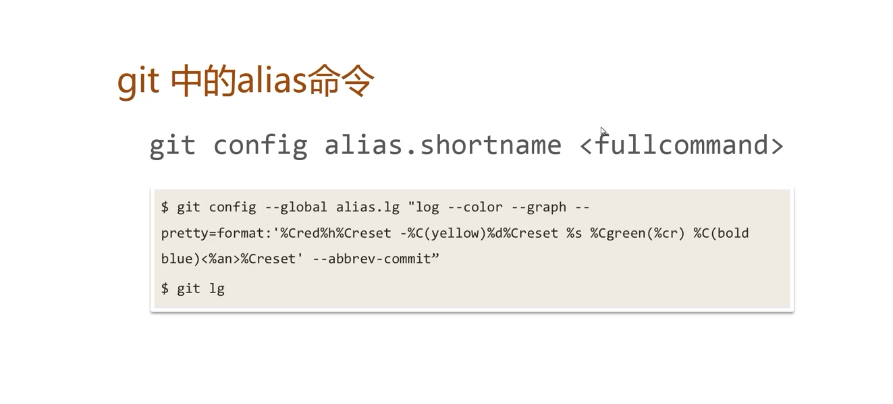 git 中的alias命令
git config alias.shortname <fullcommand>
$ git config --global alias.lg "log --color --graph --
pretty=format:'%Cred%h%Creset -%C(yellow)%d%Creset %s %Cgreen(%cr) %C(bold
blue)<%an>%Creset' --abbrev-commit”
$ git lg